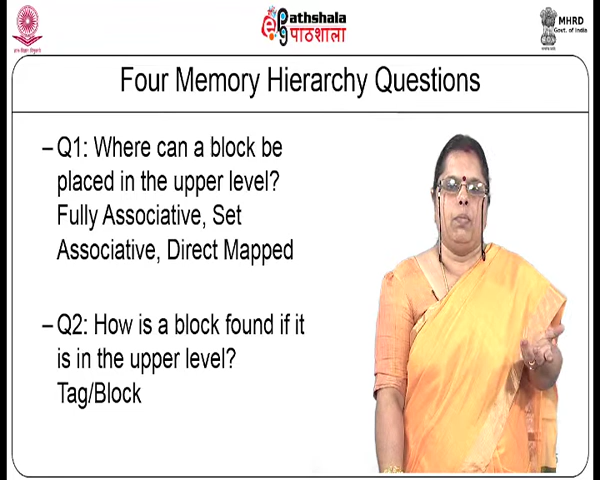 Pathshala
पाठशाला
MHRD
Govt. of India
Four Memory Hierarchy Questions
–Q1: Where can a block be
placed in the upper level?
Fully Associative, Set
Associative, Direct Mapped
–Q2: How is a block found if it
is in the upper level?
Tag/Block